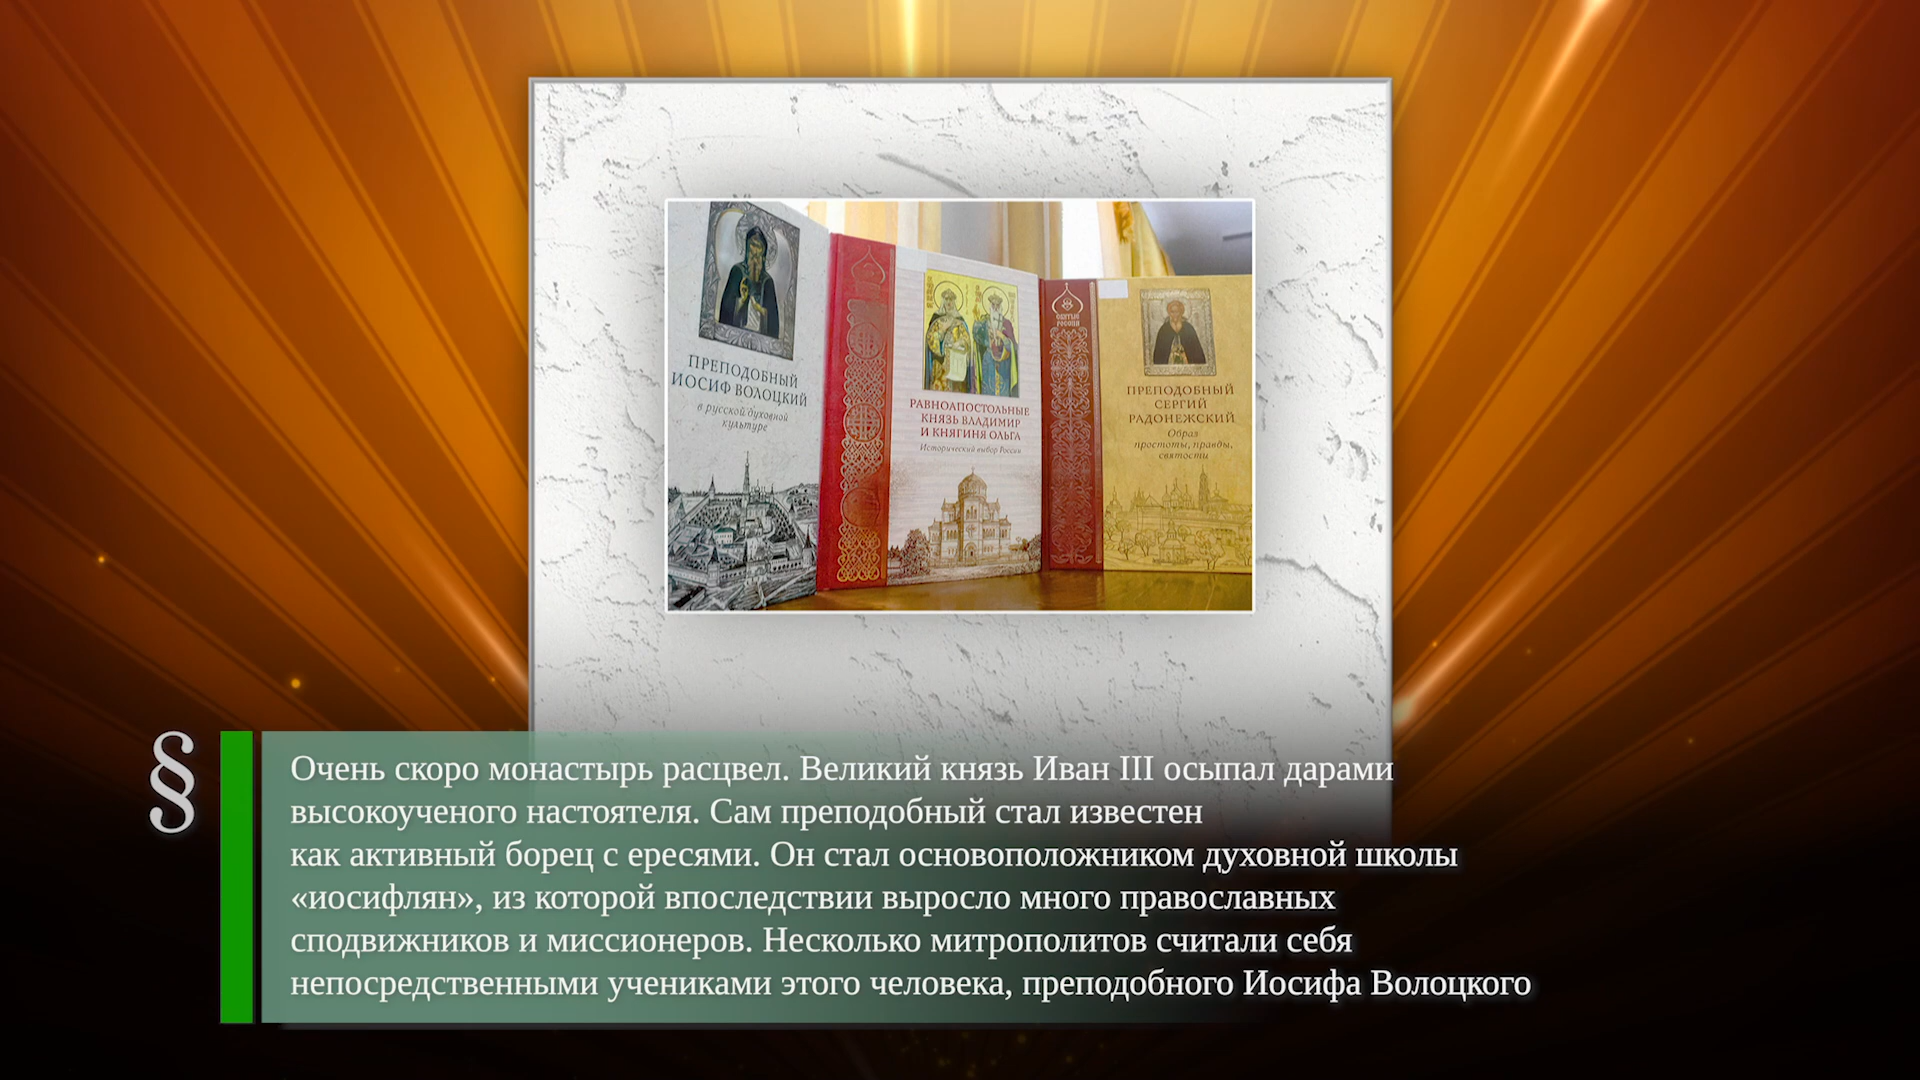 ПРЕПОДОБНЫЙ
ИОСИФ ВОЛОЦКИЙ
в русской духовной
культуре
РАВНОАПОСТОЛЬНЫЕ
КНЯЗЬ ВЛАДИМИР
И КНЯГИНЯ ОЛЬГА
Исторический выбор России
СВЯТЫЕ
РОССИИ
ПРЕПОДОБНЫЙ
СЕРГИЙ
РАДОНЕЖСКИЙ
Образ
простоты, правды,
святости
§
Очень скоро монастырь расцвел. Великий князь Иван III осыпал дарами
высокоученого настоятеля. Сам преподобный стал известен
как активный борец с ересями. Он стал основоположником духовной школы
«иосифлян», из которой впоследствии выросло много православных
сподвижников и миссионеров. Несколько митрополитов считали себя
непосредственными учениками этого человека, преподобного Иосифа Волоцкого